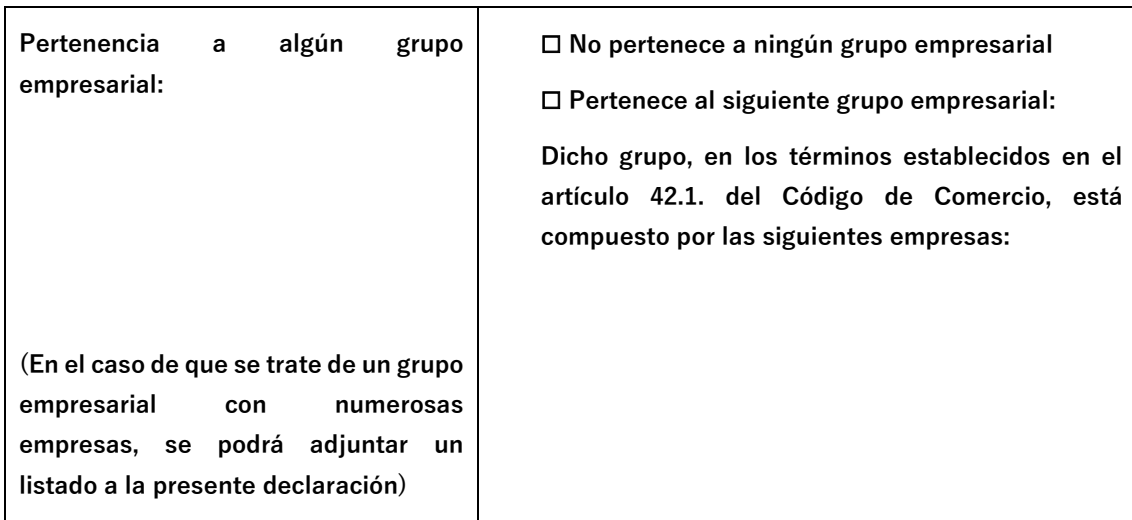 Pertenencia a algún grupo
empresarial:
(En el caso de que se trate de un grupo
empresarial con numerosas
empresas, se podrá adjuntar un
listado a la presente declaración)
☐ No pertenece a ningún grupo empresarial
☐ Pertenece al siguiente grupo empresarial:
Dicho grupo, en los términos establecidos en el
artículo 42.1. del Código de Comercio, está
compuesto por las siguientes empresas: